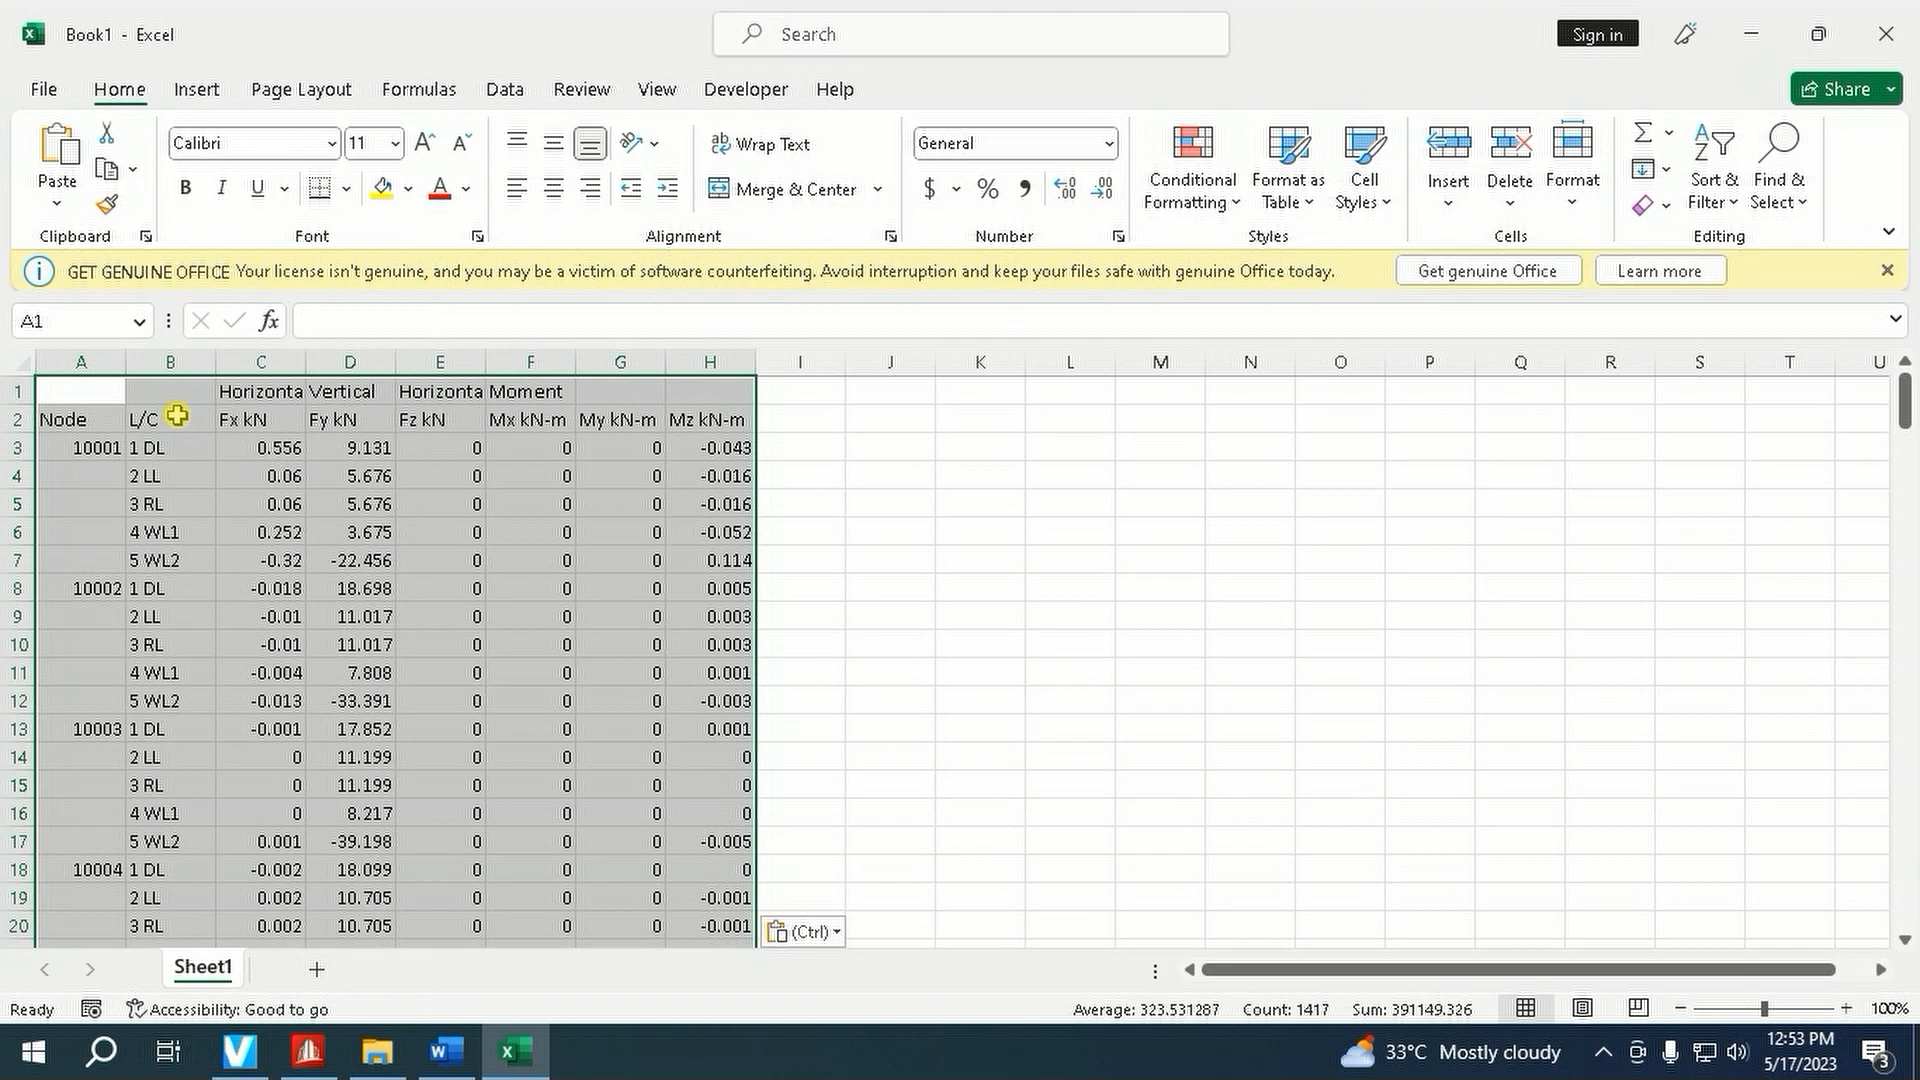 Book1 - Excel
Search
Sign in
File Home Insert Page Layout Formulas Data Review View Developer Help
Share
Paste
Clipboard
Calibri 11
B I U
Font
Wrap Text
Merge & Center
Alignment
General
$ %
Number
Conditional Formatting
Format as Table
Cell Styles
Styles
Insert Delete Format
Cells
Sort & Filter
Find & Select
Editing
GET GENUINE OFFICE Your license isn't genuine, and you may be a victim of software counterfeiting. Avoid interruption and keep your files safe with genuine Office today.
Get genuine Office
Learn more
A1
fx
A B C D E F G H I J K L M N O P Q R S T U
1 Horizonta Vertical Horizonta Moment
2 Node L/C Fx kN Fy kN Fz kN Mx kN-m My kN-m Mz kN-m
3 10001 1 DL 0.556 9.131 0 0 0 -0.043
4 2 LL 0.06 5.676 0 0 0 -0.016
5 3 RL 0.06 5.676 0 0 0 -0.016
6 4 WL1 0.252 3.675 0 0 0 -0.052
7 5 WL2 -0.32 -22.456 0 0 0 0.114
8 10002 1 DL -0.018 18.698 0 0 0 0.005
9 2 LL -0.01 11.017 0 0 0 0.003
10 3 RL -0.01 11.017 0 0 0 0.003
11 4 WL1 -0.004 7.808 0 0 0 0.001
12 5 WL2 -0.013 -33.391 0 0 0 -0.003
13 10003 1 DL -0.001 17.852 0 0 0 0.001
14 2 LL 0 11.199 0 0 0 0
15 3 RL 0 11.199 0 0 0 0
16 4 WL1 0 8.217 0 0 0 0
17 5 WL2 0.001 -39.198 0 0 0 -0.005
18 10004 1 DL -0.002 18.099 0 0 0 0
19 2 LL 0.002 10.705 0 0 0 -0.001
20 3 RL 0.002 10.705 0 0 0 -0.001
(Ctrl)
Sheet1
Ready
Accessibility: Good to go
Average: 323.531287 Count: 1417 Sum: 391149.326
100%
33°C Mostly cloudy
12:53 PM
5/17/2023
3